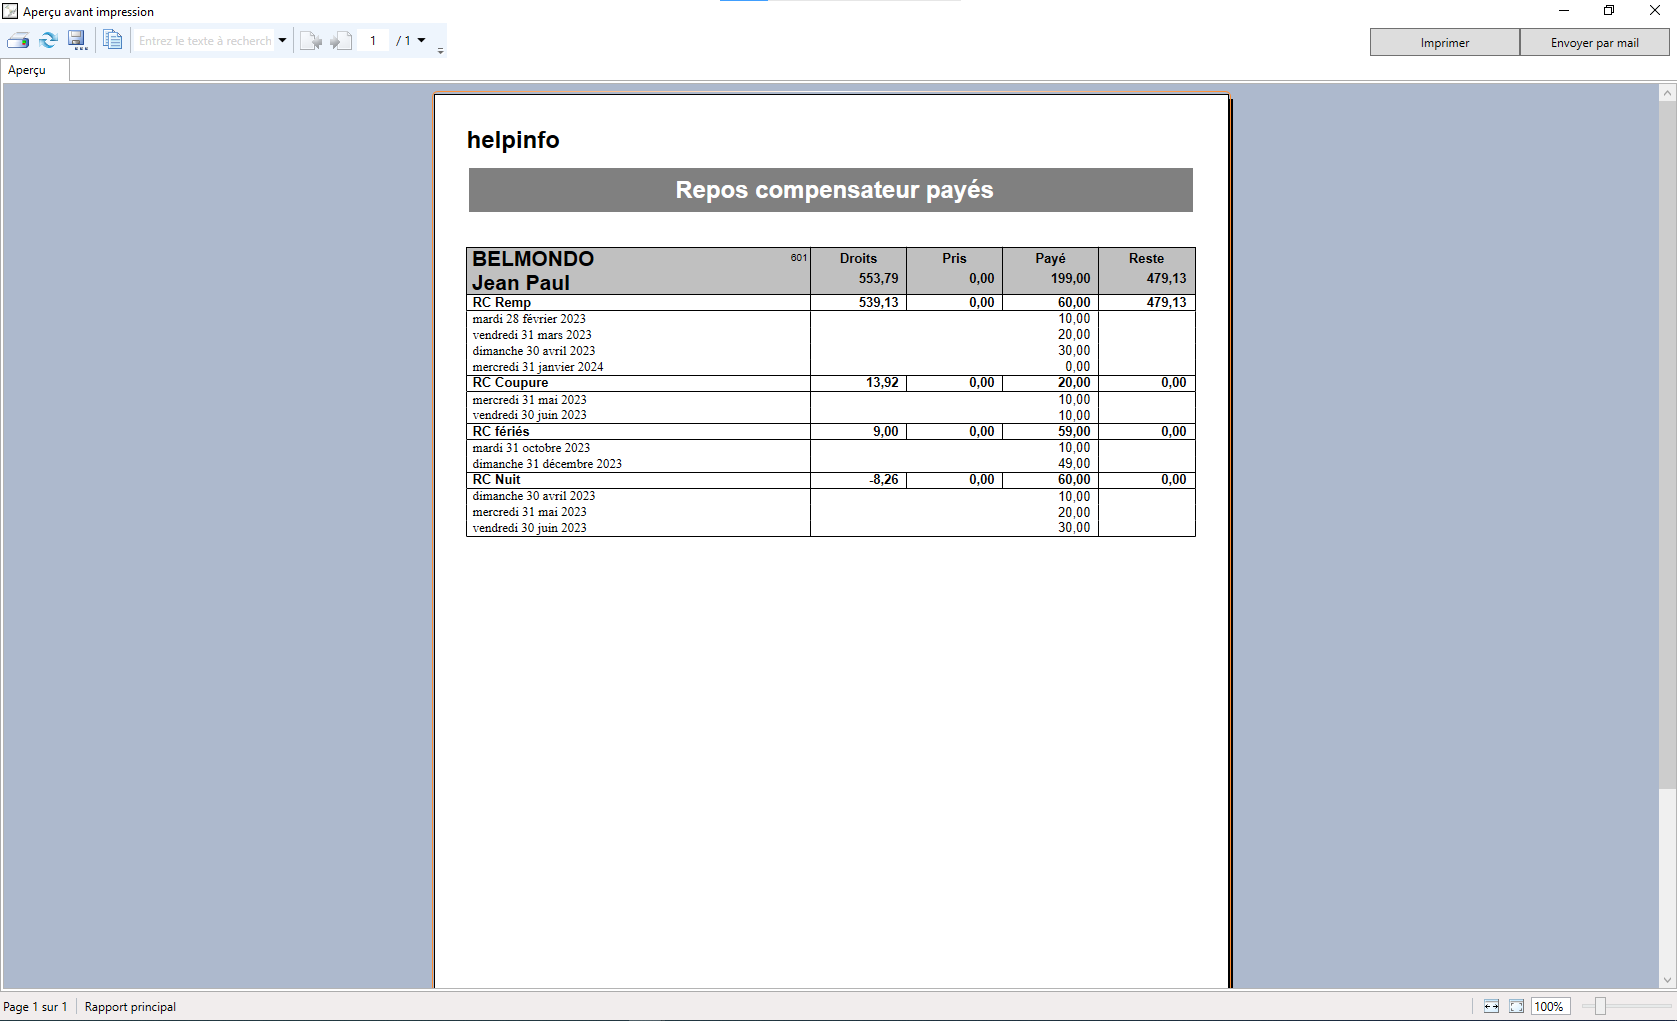 Aperçu avant impression
Entrez le texte à recherch 1 / 1
Imprimer Envoyer par mail
Aperçu
helpinfo
Repos compensateur payés
BELMONDO 601 Droits Pris Payé Reste
Jean Paul 553,79 0,00 199,00 479,13
RC Remp 539,13 0,00 60,00 479,13
mardi 28 février 2023 10,00
vendredi 31 mars 2023 20,00
dimanche 30 avril 2023 30,00
mercredi 31 janvier 2024 0,00
RC Coupure 13,92 0,00 20,00 0,00
mercredi 31 mai 2023 10,00
vendredi 30 juin 2023 10,00
RC fériés 9,00 0,00 59,00 0,00
mardi 31 octobre 2023 10,00
dimanche 31 décembre 2023 49,00
RC Nuit -8,26 0,00 60,00 0,00
dimanche 30 avril 2023 10,00
mercredi 31 mai 2023 20,00
vendredi 30 juin 2023 30,00
Page 1 sur 1 Rapport principal 100%